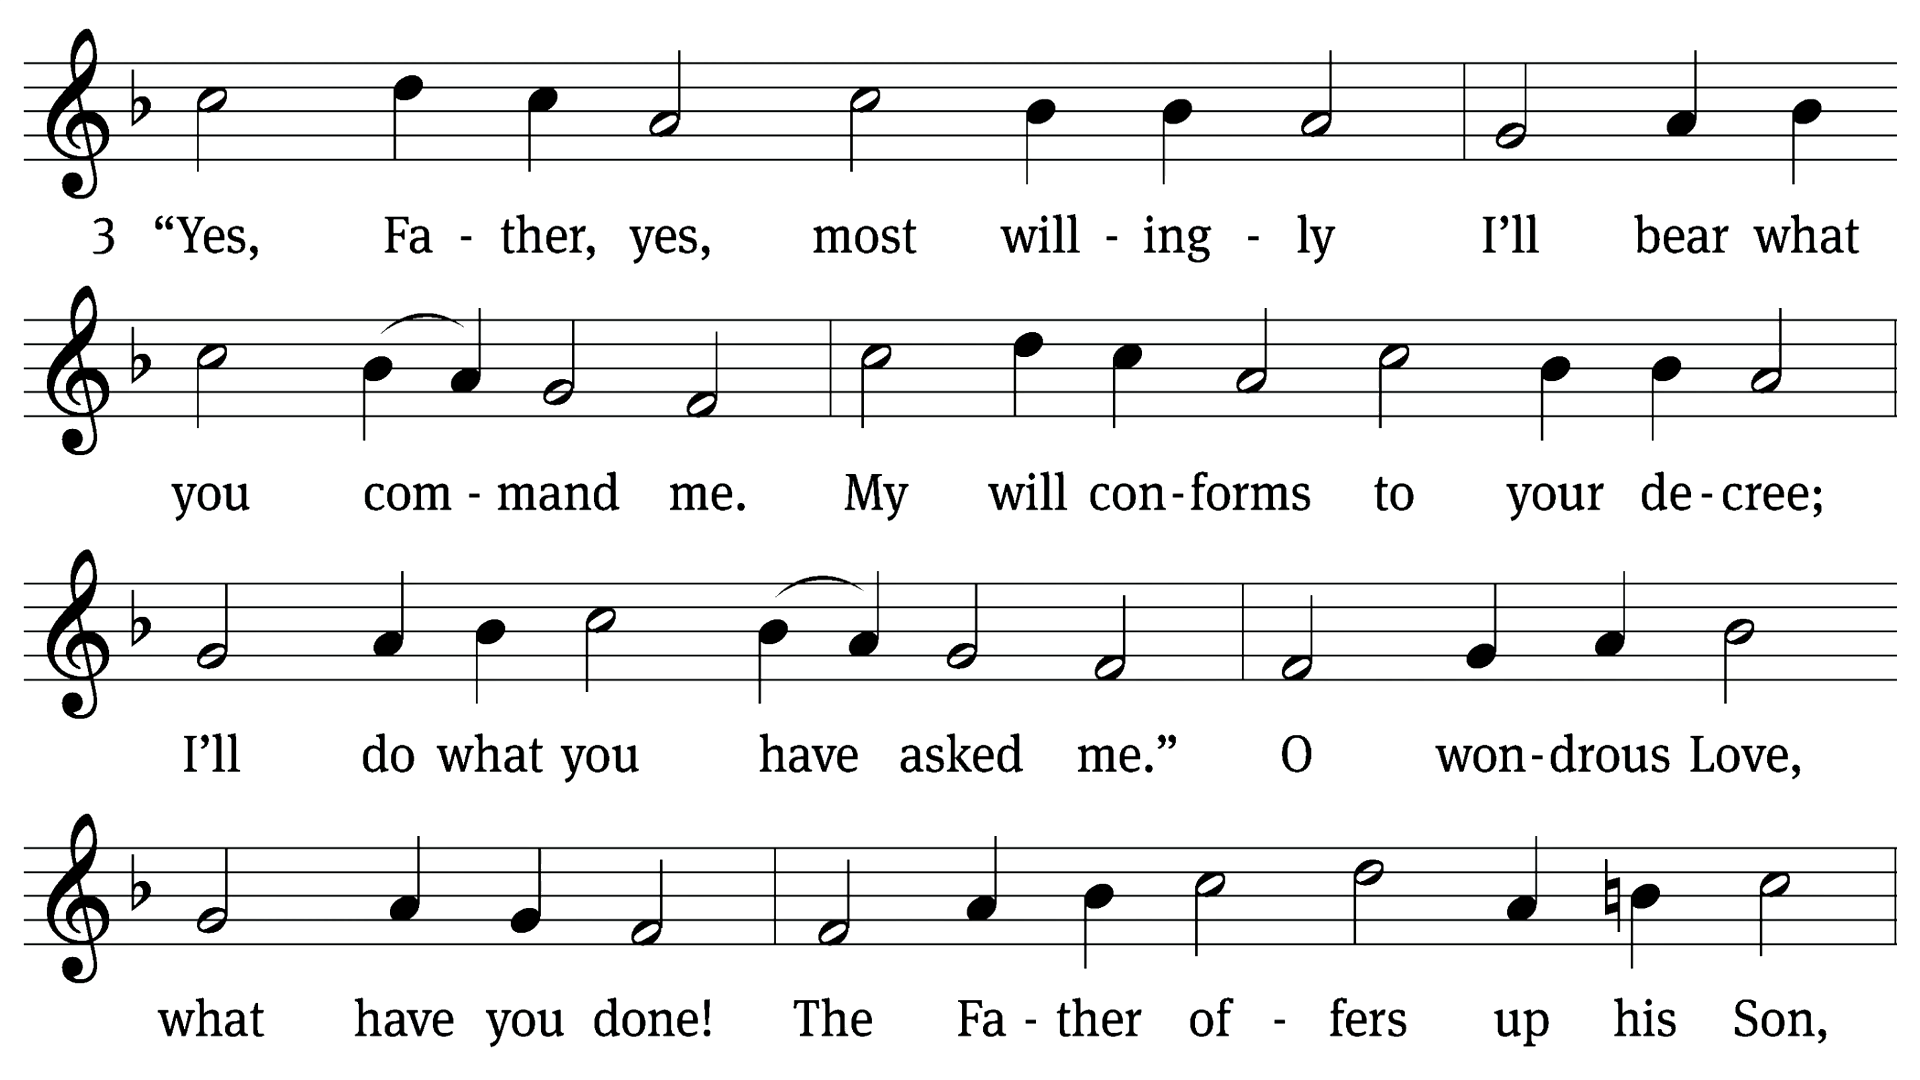 3 “Yes, Fa - ther, yes, most will - ing - ly I’ll bear what
you com - mand me. My will con - forms to your de - cree;
I’ll do what you have asked me.” O won - drous Love,
what have you done! The Fa - ther of - fers up his Son,